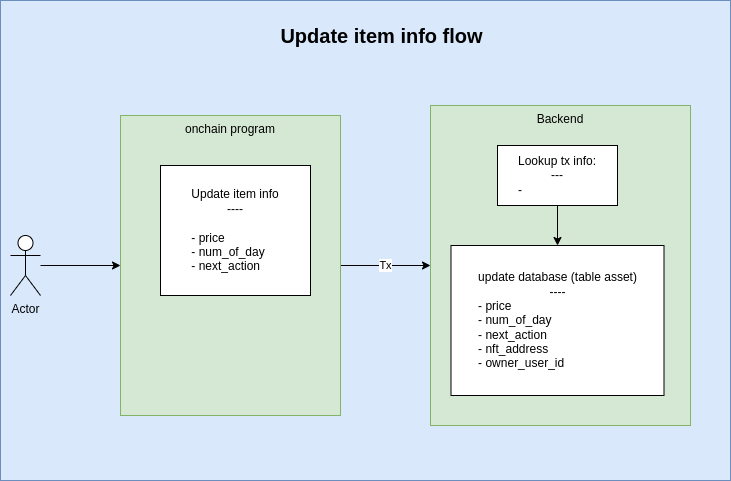 Update item info flow
onchain program
Update item info
----
- price
- num_of_day
- next_action
Actor
Tx
Backend
Lookup tx info:
---
-
update database (table asset)
----
- price
- num_of_day
- next_action
- nft_address
- owner_user_id